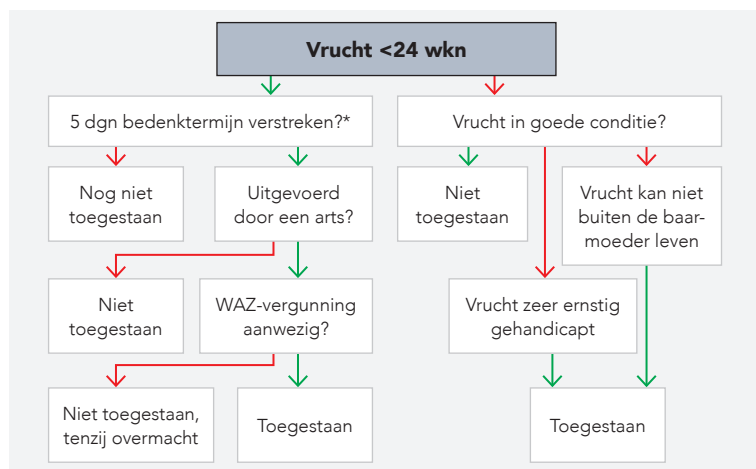 Vrucht <24 wkn
5 dgn bedenktermijn verstreken?*
Vrucht in goede conditie?
Nog niet
toegestaan
Uitgevoerd
door een arts?
Niet
toegestaan
Vrucht kan niet
buiten de baar-
moeder leven
Niet
toegestaan
WAZ-vergunning
aanwezig?
Vrucht zeer ernstig
gehandicapt
Niet toegestaan,
tenzij overmacht
Toegestaan
Toegestaan